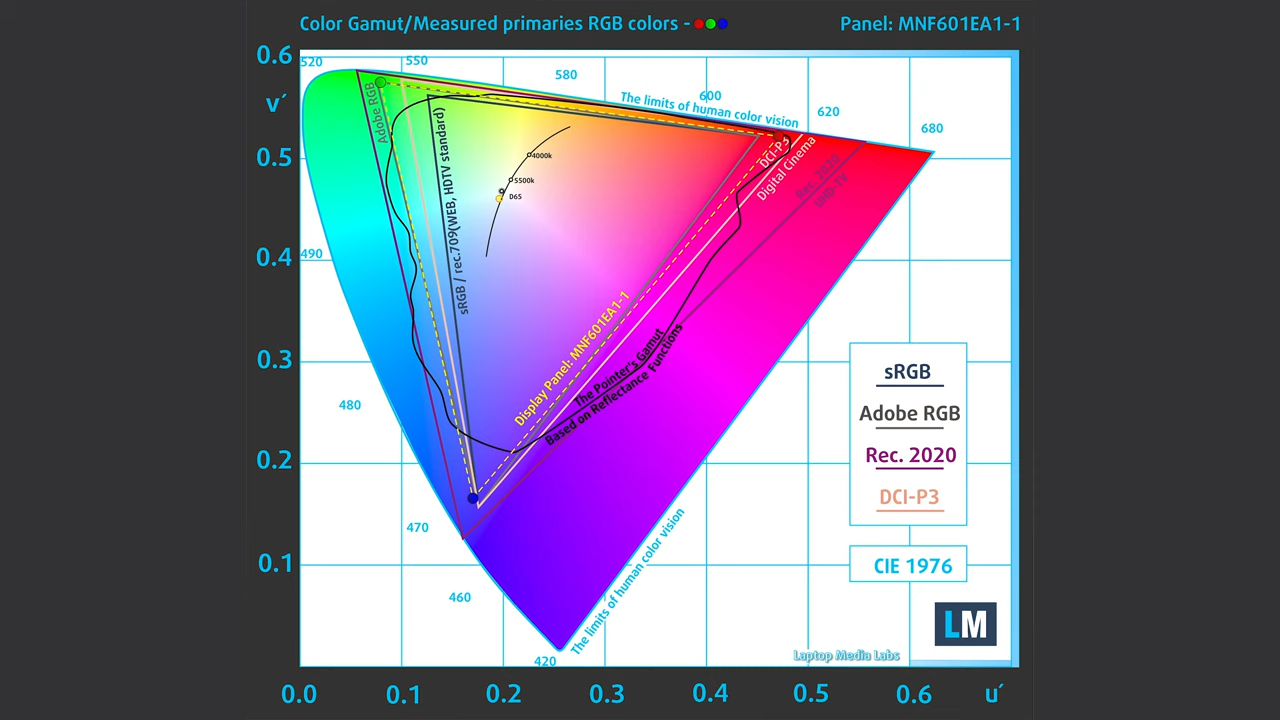 Color Gamut/Measured primaries RGB colors -
Panel: MNF601EA1-1
0.6
520
550
580
600
620
680
v´
The limits of human color vision
Adobe RGB
sRGB / rec.709(WEB, HDTV standard)
DCI-P3
Digital Cinema
Rec. 2020
UHD-TV
0.5
4000k
5500k
D65
0.4
490
Display Panel: MNF601EA1-1
The Pointer's Gamut
Based on Reflectance Functions
0.3
480
sRGB
Adobe RGB
Rec. 2020
DCI-P3
0.2
470
CIE 1976
0.1
460
The limits of human color vision
LM
Laptop Media Labs
420
0.0
0.1
0.2
0.3
0.4
0.5
0.6
u´